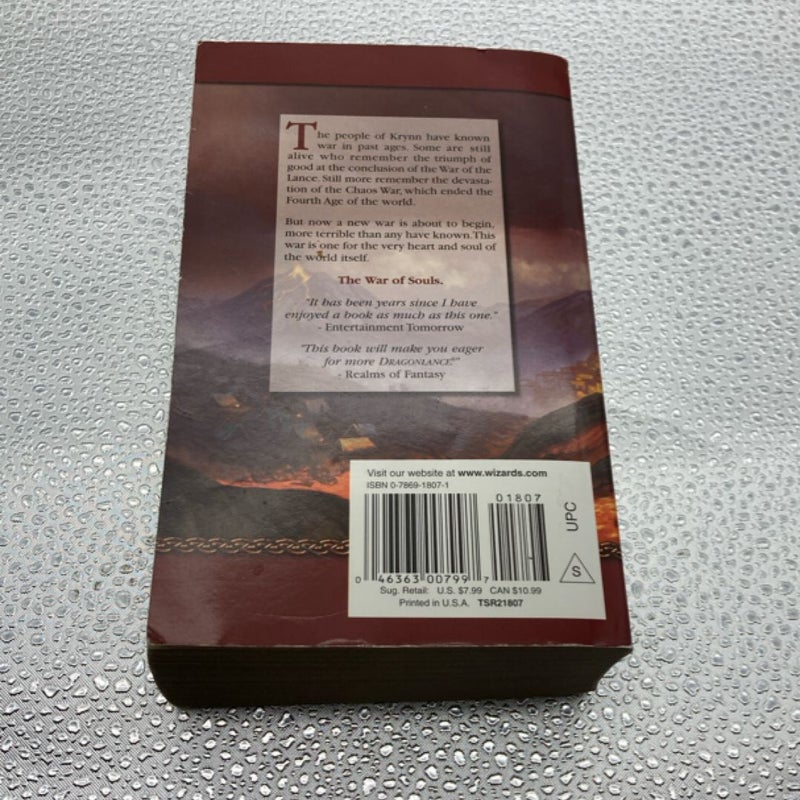 The people of Krynn have known
war in past ages. Some are still
alive who remember the triumph of
good at the conclusion of the War of the
Lance. Still more remember the devasta-
tion of the Chaos War, which ended the
Fourth Age of the world.
But now a new war is about to begin,
more terrible than any have known. This
war is one for the very heart and soul of
the world itself.
The War of Souls.
"It has been years since I have
enjoyed a book as much as this one."
- Entertainment Tomorrow
"This book will make you eager
for more DRAGONLANCE®"
- Realms of Fantasy
Visit our website at www.wizards.com
ISBN 0-7869-1807-1
01807
UPC
S
0 46363 00799 7
Sug. Retail: U.S. $7.99 CAN $10.99
Printed in U.S.A. TSR21807